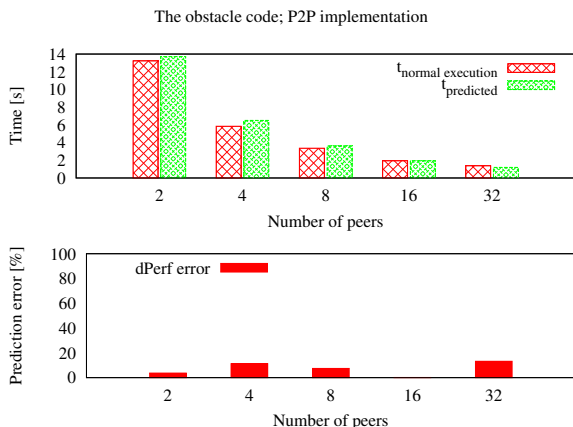 The obstacle code; P2P implementation
14
12
10
8
6
4
2
0
Time [s]
t normal execution
t predicted
2 4 8 16 32
Number of peers
100
80
60
40
20
0
Prediction error [%]
dPerf error
2 4 8 16 32
Number of peers